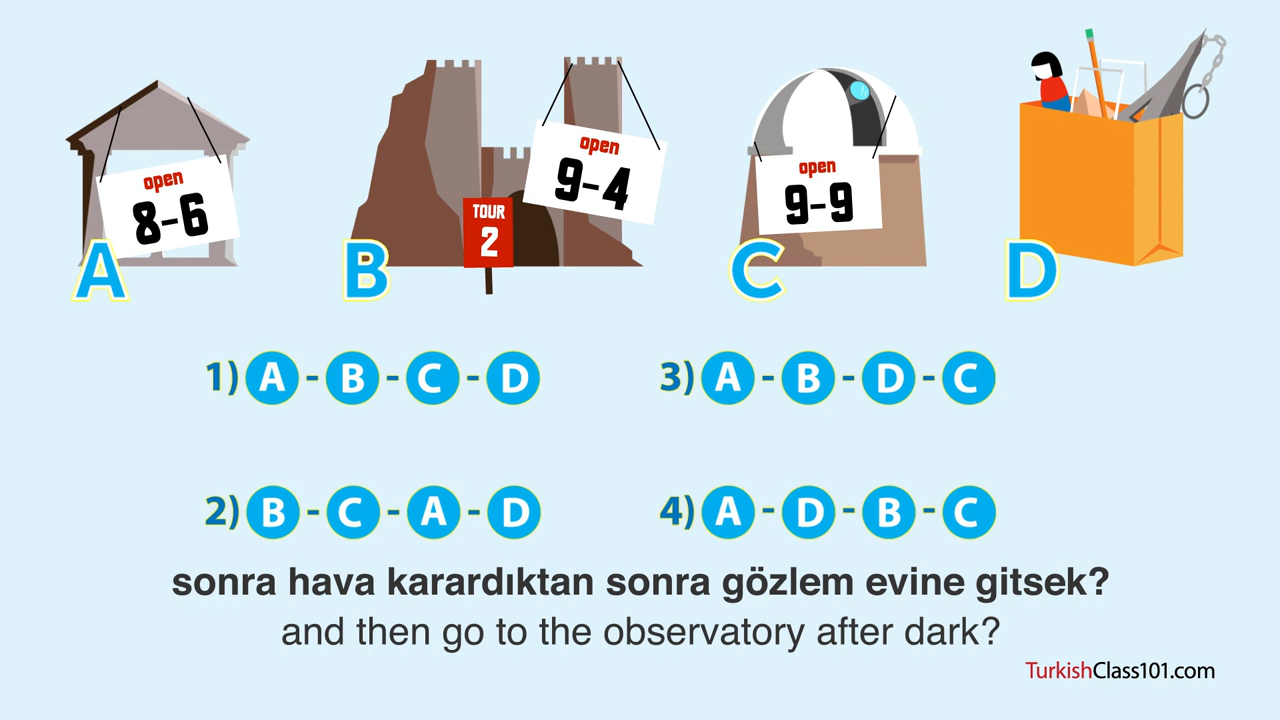 open
8-6
A
open
9-4
TOUR
2
B
open
9-9
C
D
1) A - B - C - D
3) A - B - D - C
2) B - C - A - D
4) A - D - B - C
sonra hava karardıktan sonra gözlem evine gitsek?
and then go to the observatory after dark?
TurkishClass101.com